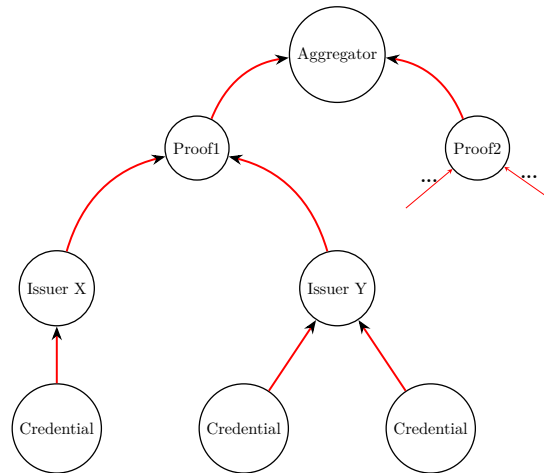 Aggregator
Proof1
Proof2
...
...
Issuer X
Issuer Y
Credential
Credential
Credential